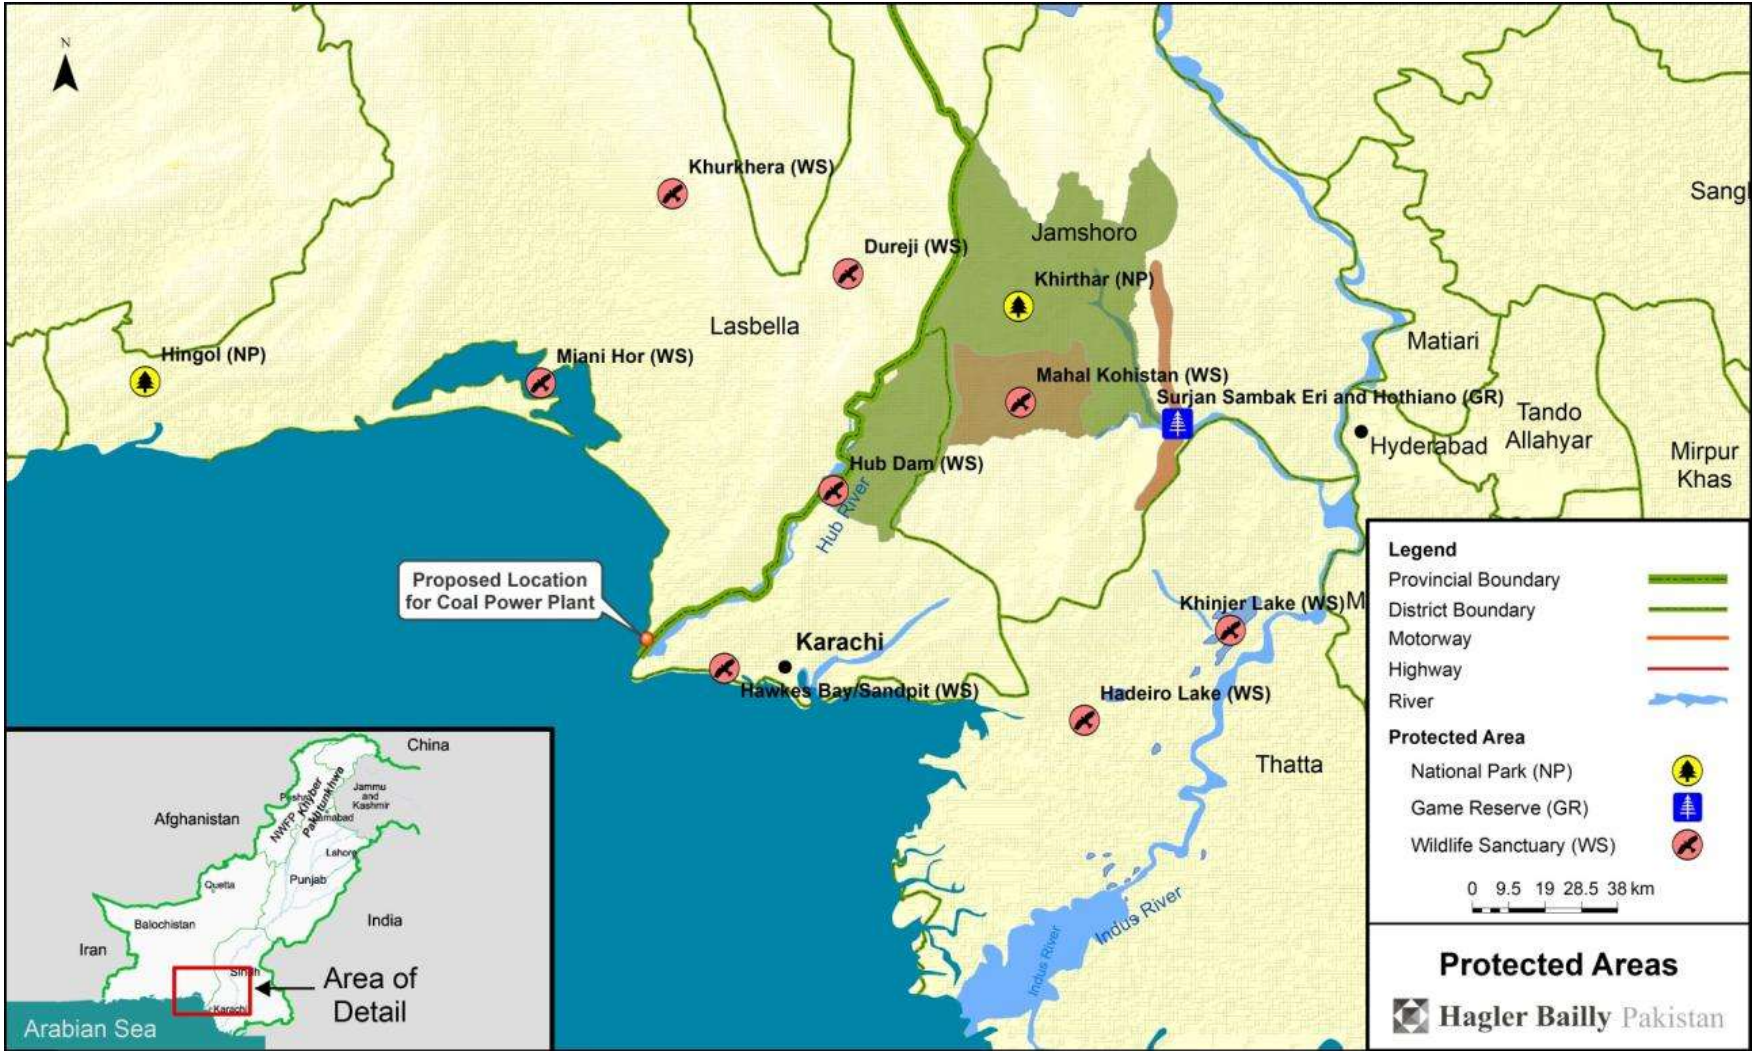 N
Khurkhera (WS)
Sangl
Jamshoro
Dureji (WS)
Khirthar (NP)
Lasbella
Hingol (NP)
Miani Hor (WS)
Matiari
Mahal Kohistan (WS)
Surjan Sambak Eri and Hothiano (GR)
Tando
Allahyar
Hyderabad
Mirpur
Khas
Hub Dam (WS)
Hub River
Proposed Location
for Coal Power Plant
Khinjer Lake (WS)
M
Karachi
Hawkes Bay/Sandpit (WS)
Hadeiro Lake (WS)
Thatta
Indus River
Indus River
Legend
Provincial Boundary
District Boundary
Motorway
Highway
River
Protected Area
National Park (NP)
Game Reserve (GR)
Wildlife Sanctuary (WS)
0 9.5 19 28.5 38 km
Protected Areas
Hagler Bailly Pakistan
China
Afghanistan
NWFP Khyber
Pakhtunkhwa
Jammu
and
Kashmir
Lahore
Punjab
Quetta
Balochistan
India
Iran
Sindh
Karachi
Area of
Detail
Arabian Sea